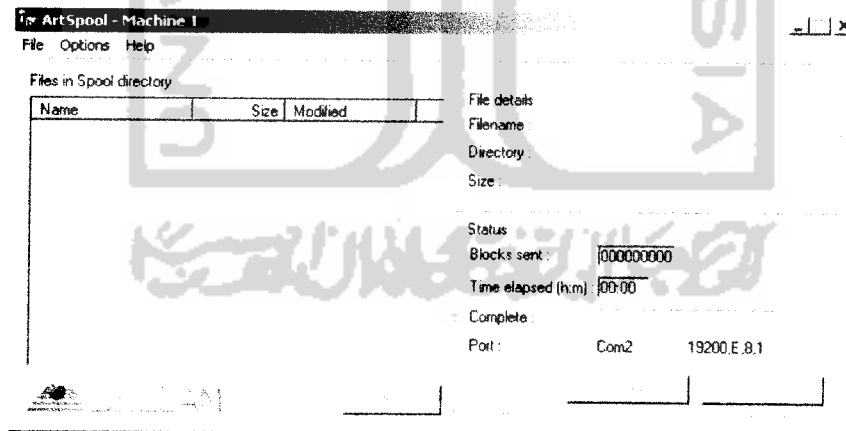 ArtSpool - Machine 1
File Options Help
Files in Spool directory
Name Size Modified
File details
Filename :
Directory :
Size :
Status
Blocks sent : 000000000
Time elapsed (h:m) : 00:00
Complete :
Port : Com2 19200,E,8,1